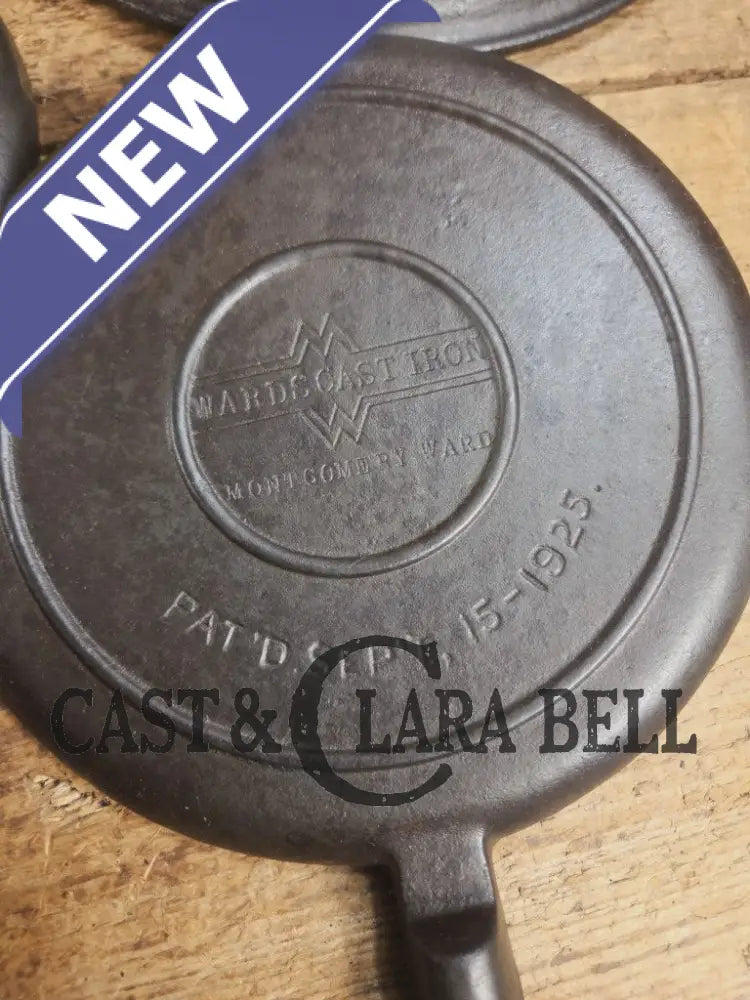 NEW
M
WARDS CAST IRON
W
MONTGOMERY WARD
PAT'D. SEPT. 15-1925.
CAST & CLARA BELL